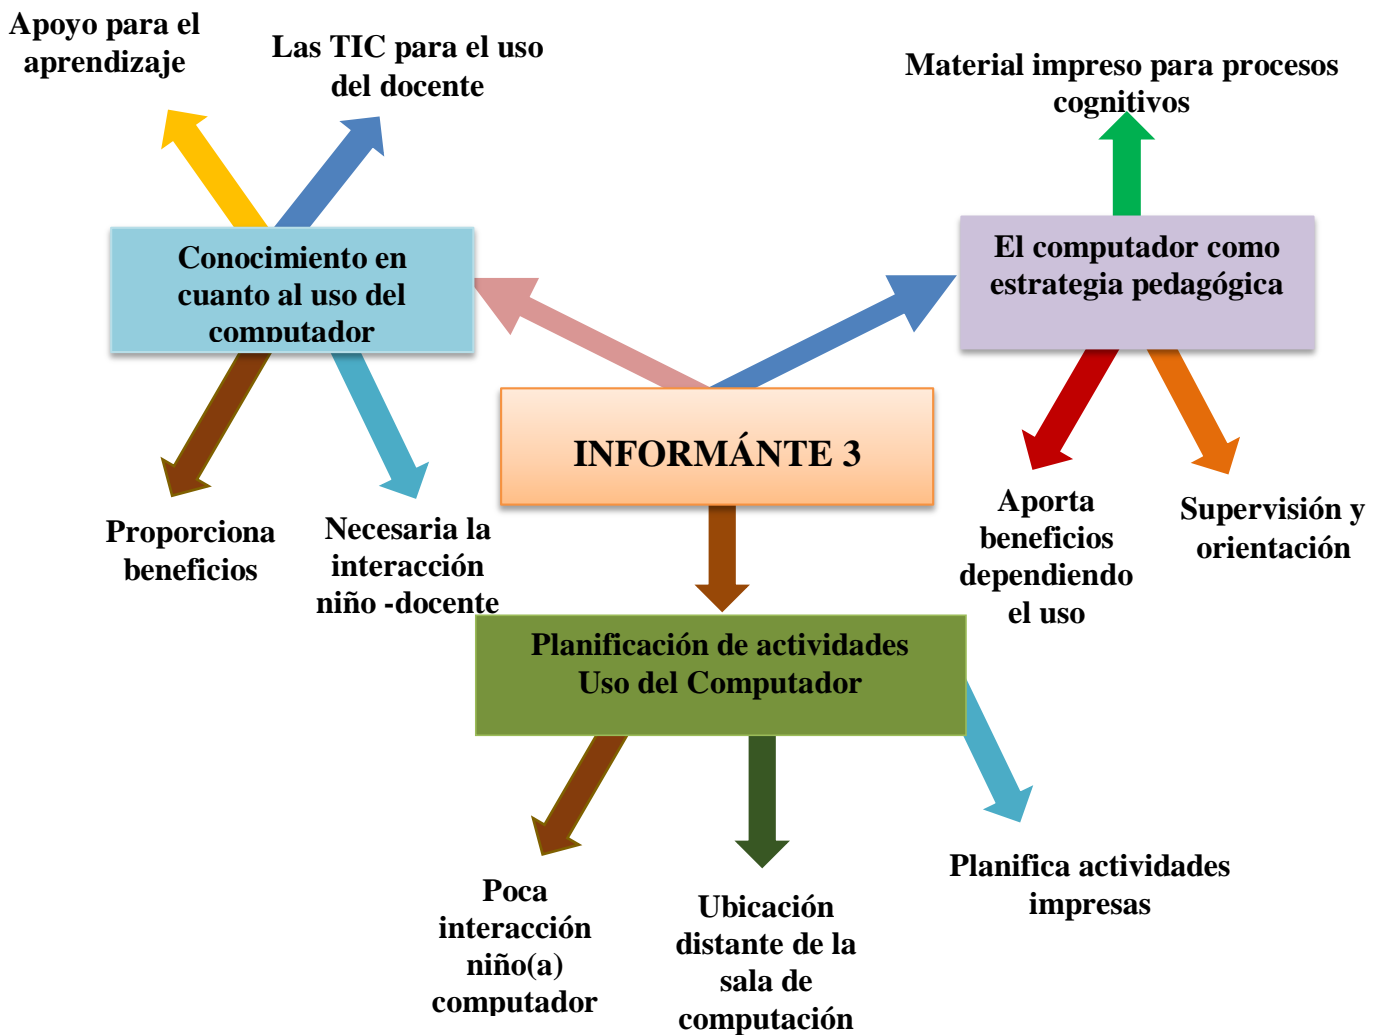 Apoyo para el
aprendizaje
Las TIC para el uso
del docente
Material impreso para procesos
cognitivos
Conocimiento en
cuanto al uso del
computador
El computador como
estrategia pedagógica
INFORMÁNTE 3
Proporciona
beneficios
Necesaria la
interacción
niño -docente
Aporta
beneficios
dependiendo
el uso
Supervisión y
orientación
Planificación de actividades
Uso del Computador
Poca
interacción
niño(a)
computador
Ubicación
distante de la
sala de
computación
Planifica actividades
impresas